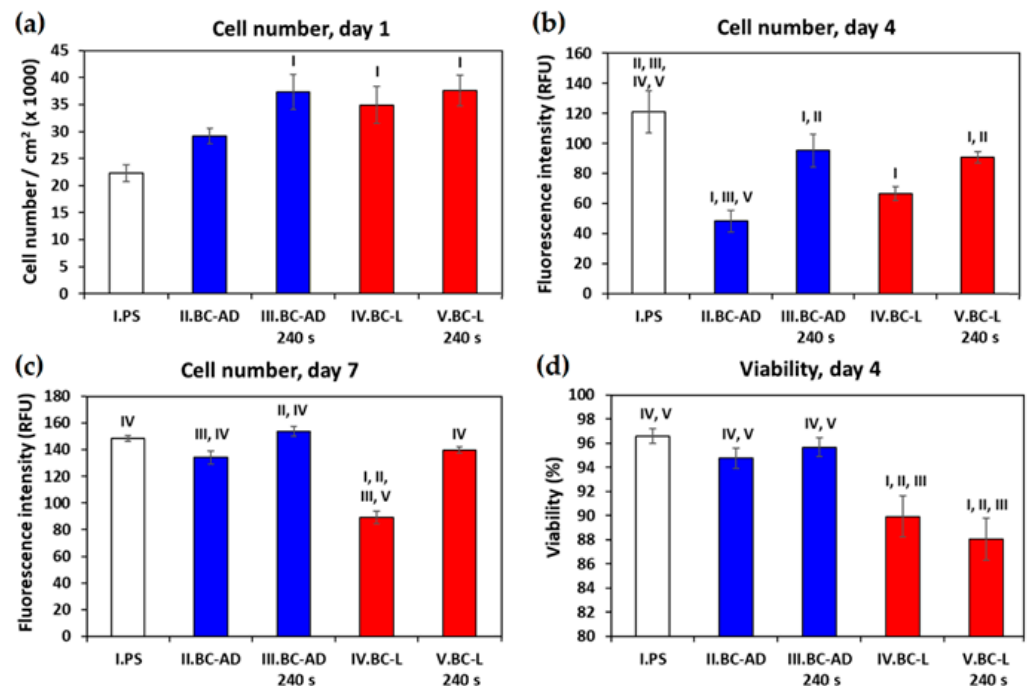 (a)
Cell number, day 1
Cell number / cm² (x 1000)
45
40
35
30
25
20
15
10
5
0
I
I
I
I.PS
II.BC-AD
III.BC-AD
240 s
IV.BC-L
V.BC-L
240 s
(b)
Cell number, day 4
Fluorescence intensity (RFU)
160
140
120
100
80
60
40
20
0
II, III,
IV, V
I, III, V
I, II
I
I, II
I.PS
II.BC-AD
III.BC-AD
240 s
IV.BC-L
V.BC-L
240 s
(c)
Cell number, day 7
Fluorescence intensity (RFU)
180
160
140
120
100
80
60
40
20
0
IV
III, IV
II, IV
I, II,
III, V
IV
I.PS
II.BC-AD
III.BC-AD
240 s
IV.BC-L
V.BC-L
240 s
(d)
Viability, day 4
Viability (%)
100
98
96
94
92
90
88
86
84
82
80
IV, V
IV, V
IV, V
I, II, III
I, II, III
I.PS
II.BC-AD
III.BC-AD
240 s
IV.BC-L
V.BC-L
240 s